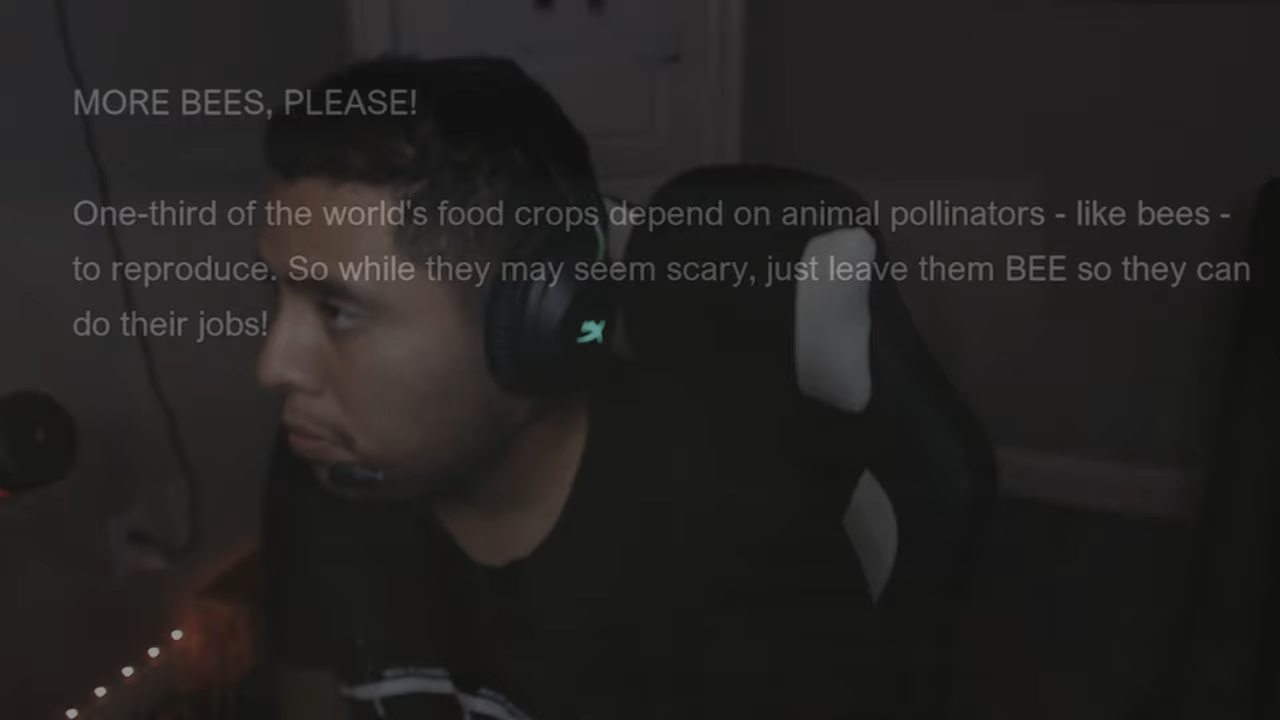 MORE BEES, PLEASE!
One-third of the world's food crops depend on animal pollinators - like bees -
to reproduce. So while they may seem scary, just leave them BEE so they can
do their jobs!